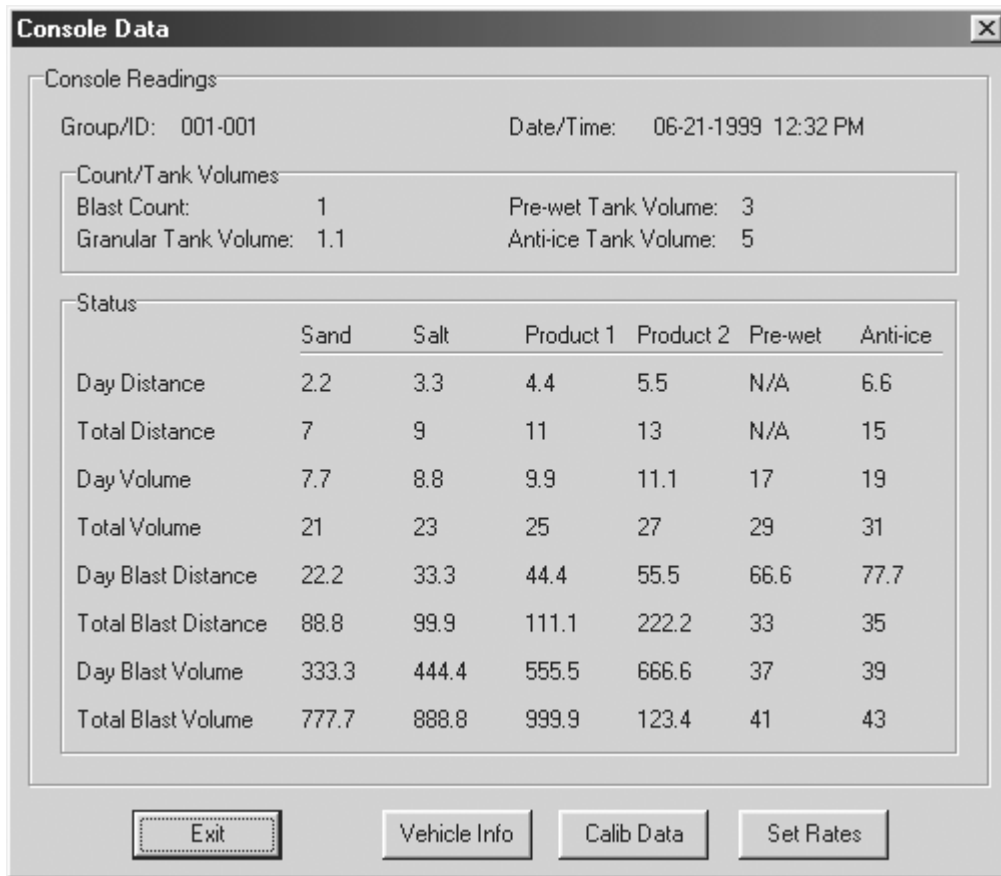 Console Data
Console Readings
Group/ID: 001-001 Date/Time: 06-21-1999 12:32 PM
Count/Tank Volumes
Blast Count: 1 Pre-wet Tank Volume: 3
Granular Tank Volume: 1.1 Anti-ice Tank Volume: 5
Status
Sand Salt Product 1 Product 2 Pre-wet Anti-ice
Day Distance 2.2 3.3 4.4 5.5 N/A 6.6
Total Distance 7 9 11 13 N/A 15
Day Volume 7.7 8.8 9.9 11.1 17 19
Total Volume 21 23 25 27 29 31
Day Blast Distance 22.2 33.3 44.4 55.5 66.6 77.7
Total Blast Distance 88.8 99.9 111.1 222.2 33 35
Day Blast Volume 333.3 444.4 555.5 666.6 37 39
Total Blast Volume 777.7 888.8 999.9 123.4 41 43
Exit Vehicle Info Calib Data Set Rates